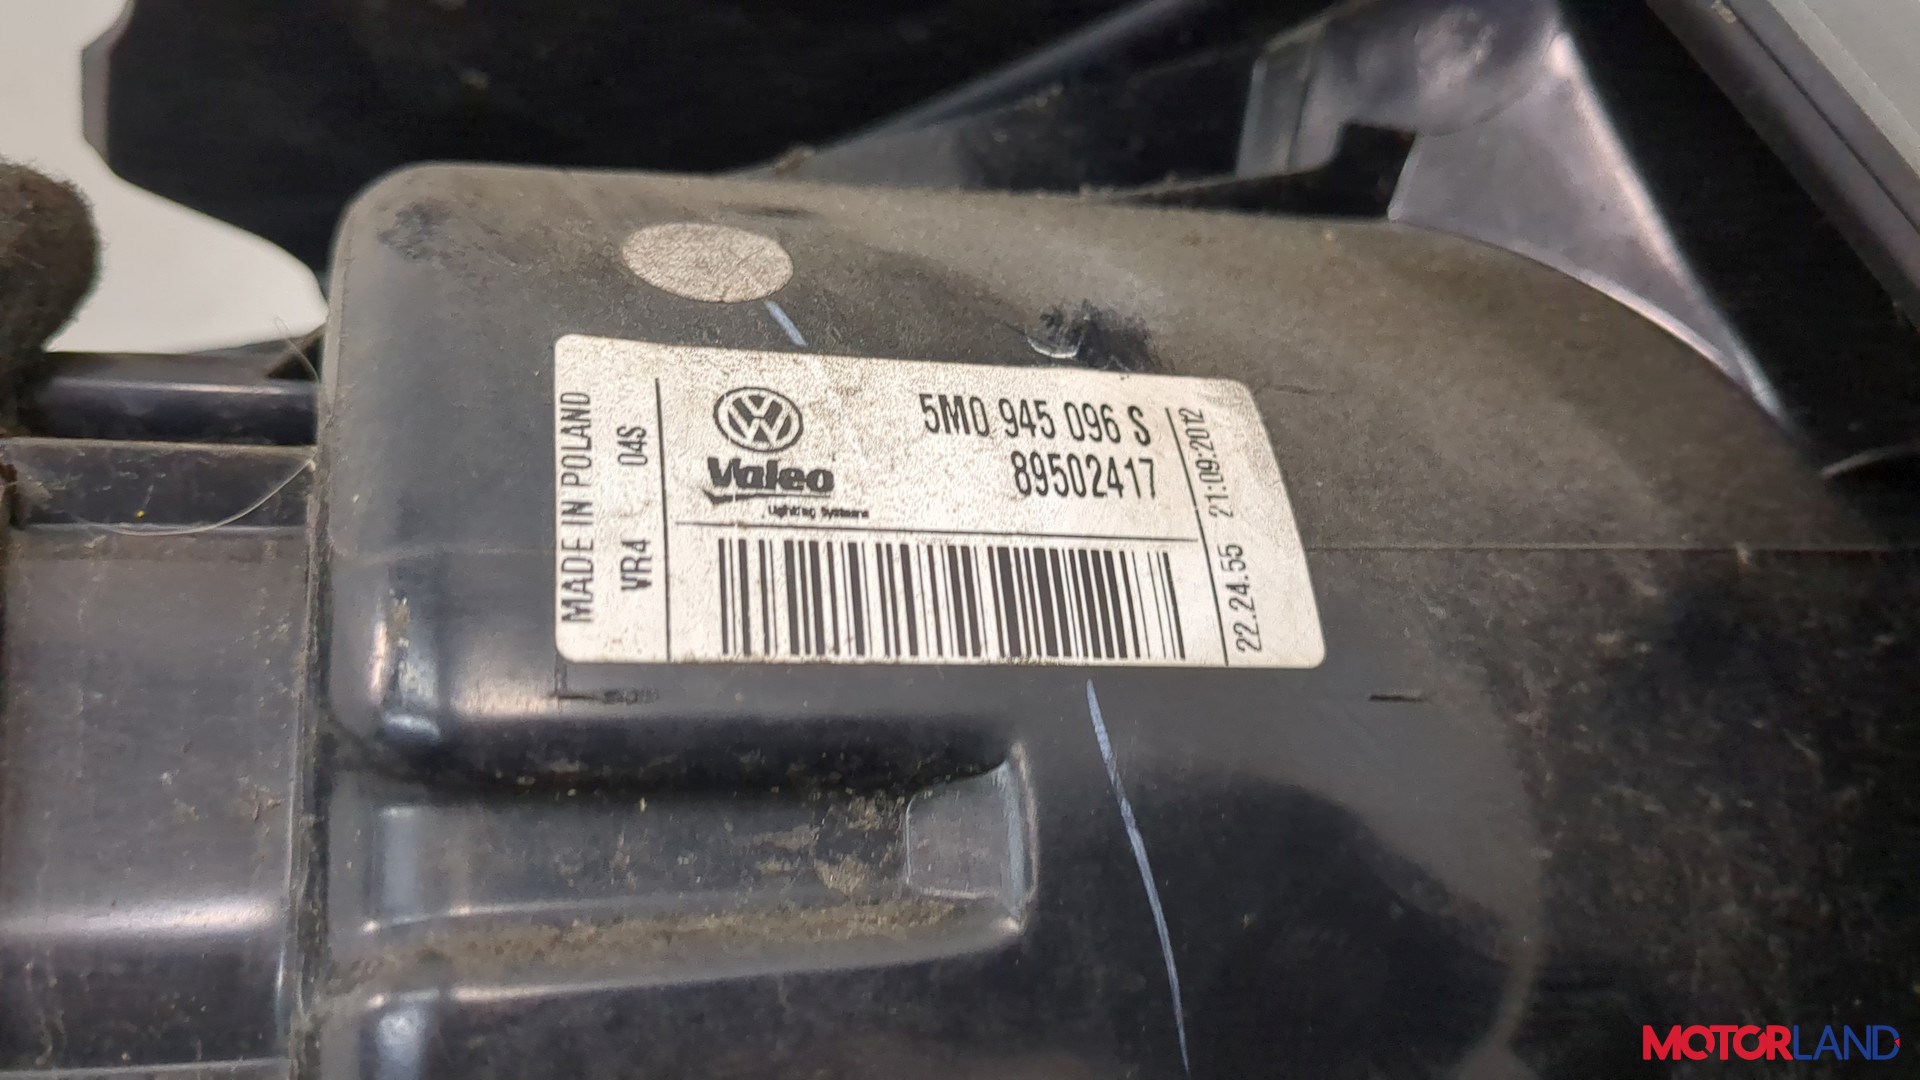 MADE IN POLAND
VR4 04S
VW
Valeo
Lighting Systems
5M0 945 096 S
89502417
22.24.55 21:09:2012
MOTORLAND